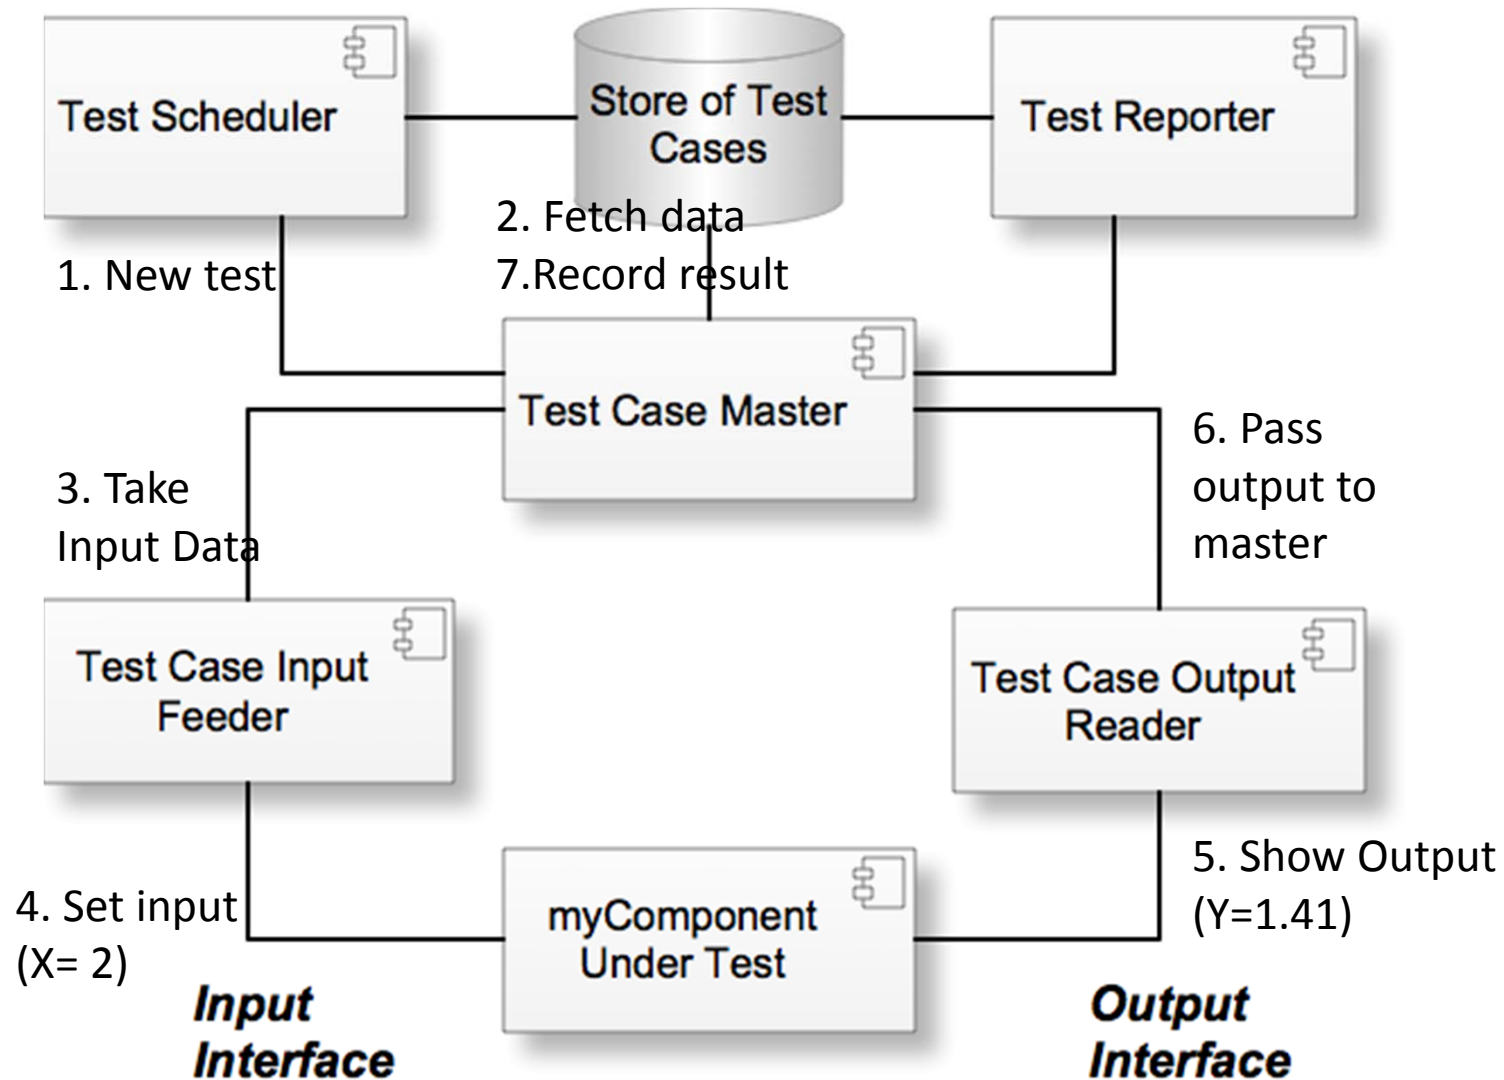 Test Scheduler
Store of Test
Cases
Test Reporter
1. New test
2. Fetch data
7.Record result
Test Case Master
3. Take
Input Data
6. Pass
output to
master
Test Case Input
Feeder
Test Case Output
Reader
4. Set input
(X= 2)
myComponent
Under Test
5. Show Output
(Y=1.41)
Input
Interface
Output
Interface